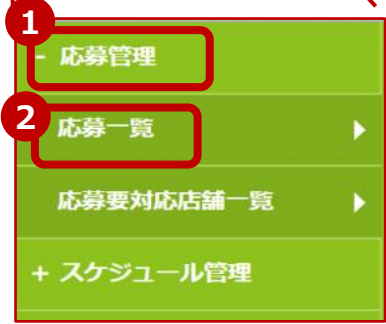 1
- 応募管理
2
応募一覧
応募要対応店舗一覧
+ スケジュール管理